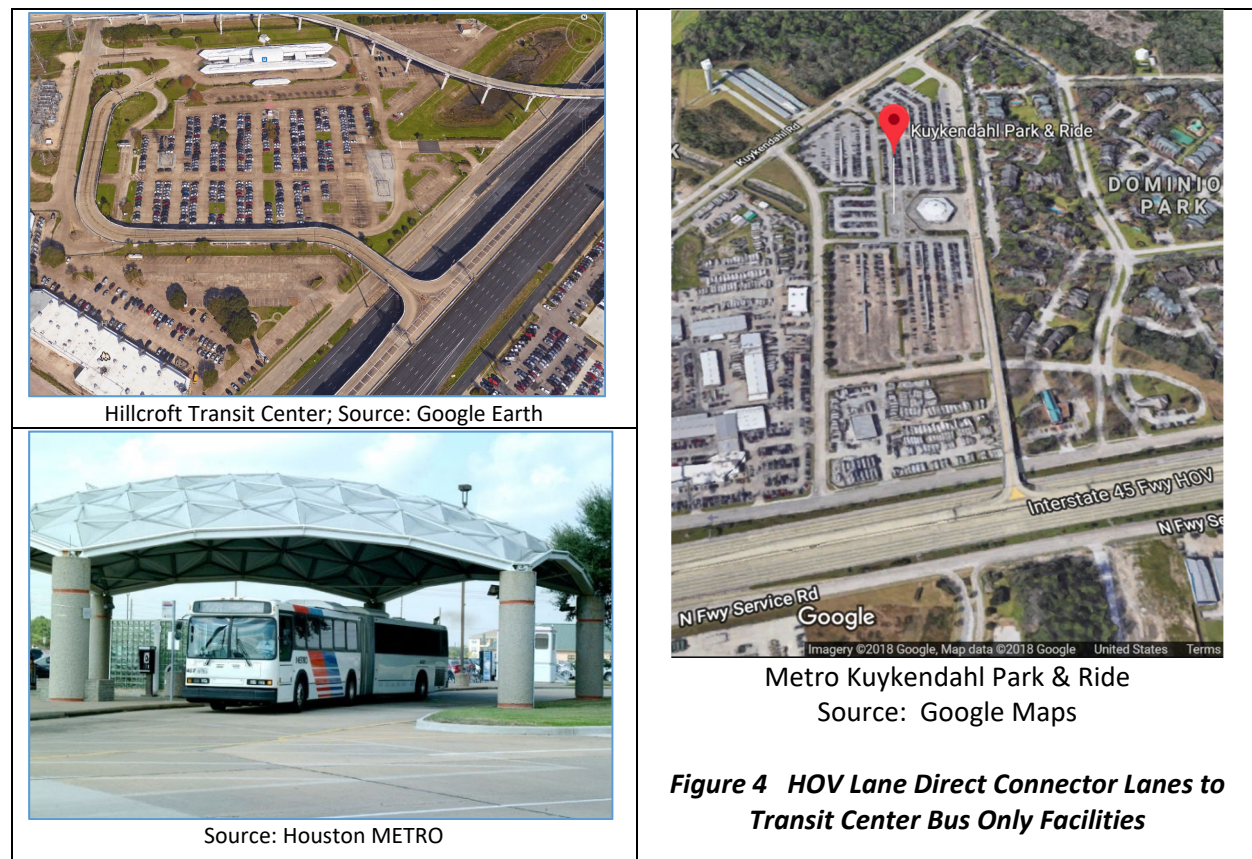 Hillcroft Transit Center; Source: Google Earth
METRO
Source: Houston METRO
Kuykendahl Park & Ride
Kuykendahl Rd
DOMINIO
PARK
Interstate 45 Fwy HOV
N Fwy Se
N Fwy Service Rd
Google
Imagery ©2018 Google, Map data ©2018 Google United States Terms
Metro Kuykendahl Park & Ride
Source: Google Maps
Figure 4 HOV Lane Direct Connector Lanes to
Transit Center Bus Only Facilities